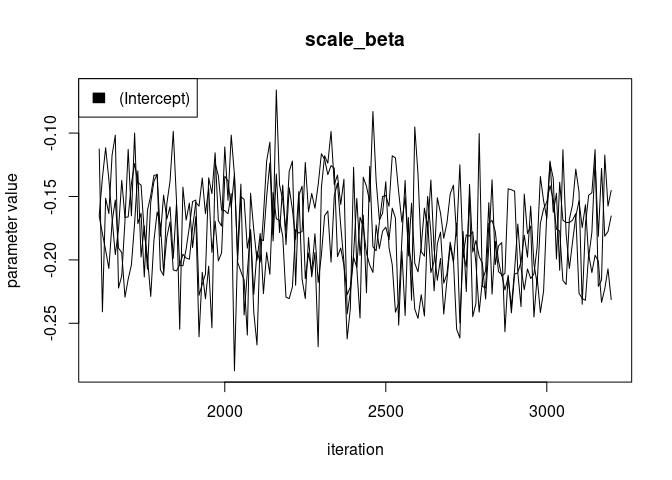 scale_beta
(Intercept)
parameter value
-0.10
-0.15
-0.20
-0.25
2000
2500
3000
iteration